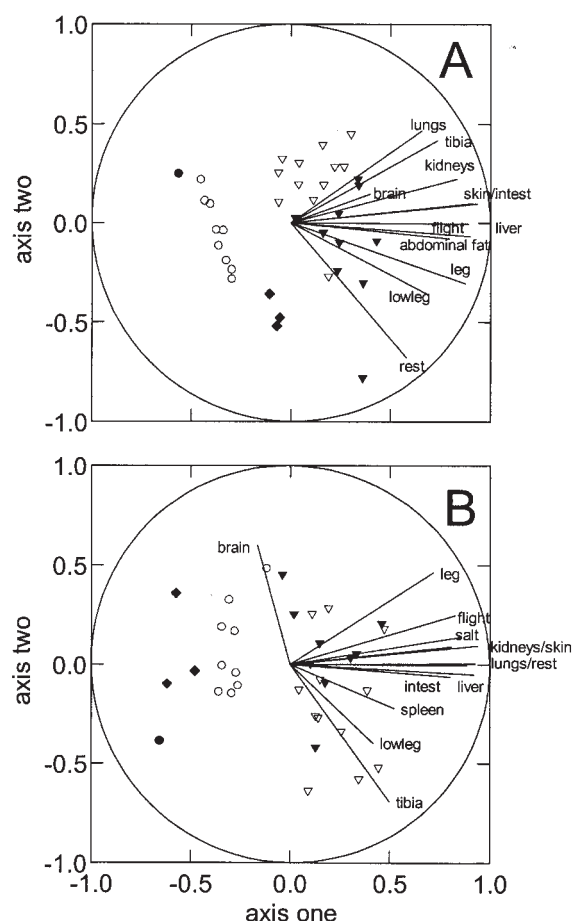 1.0
A
0.5
lungs
tibia
kidneys
brain
skin/intest
axis two
0.0
flight
liver
abdominal fat
leg
lowleg
-0.5
rest
-1.0
1.0
B
brain
0.5
leg
flight
salt
kidneys/skin
axis two
0.0
lungs/rest
intest
liver
spleen
-0.5
lowleg
tibia
-1.0
-1.0 -0.5 0.0 0.5 1.0
axis one